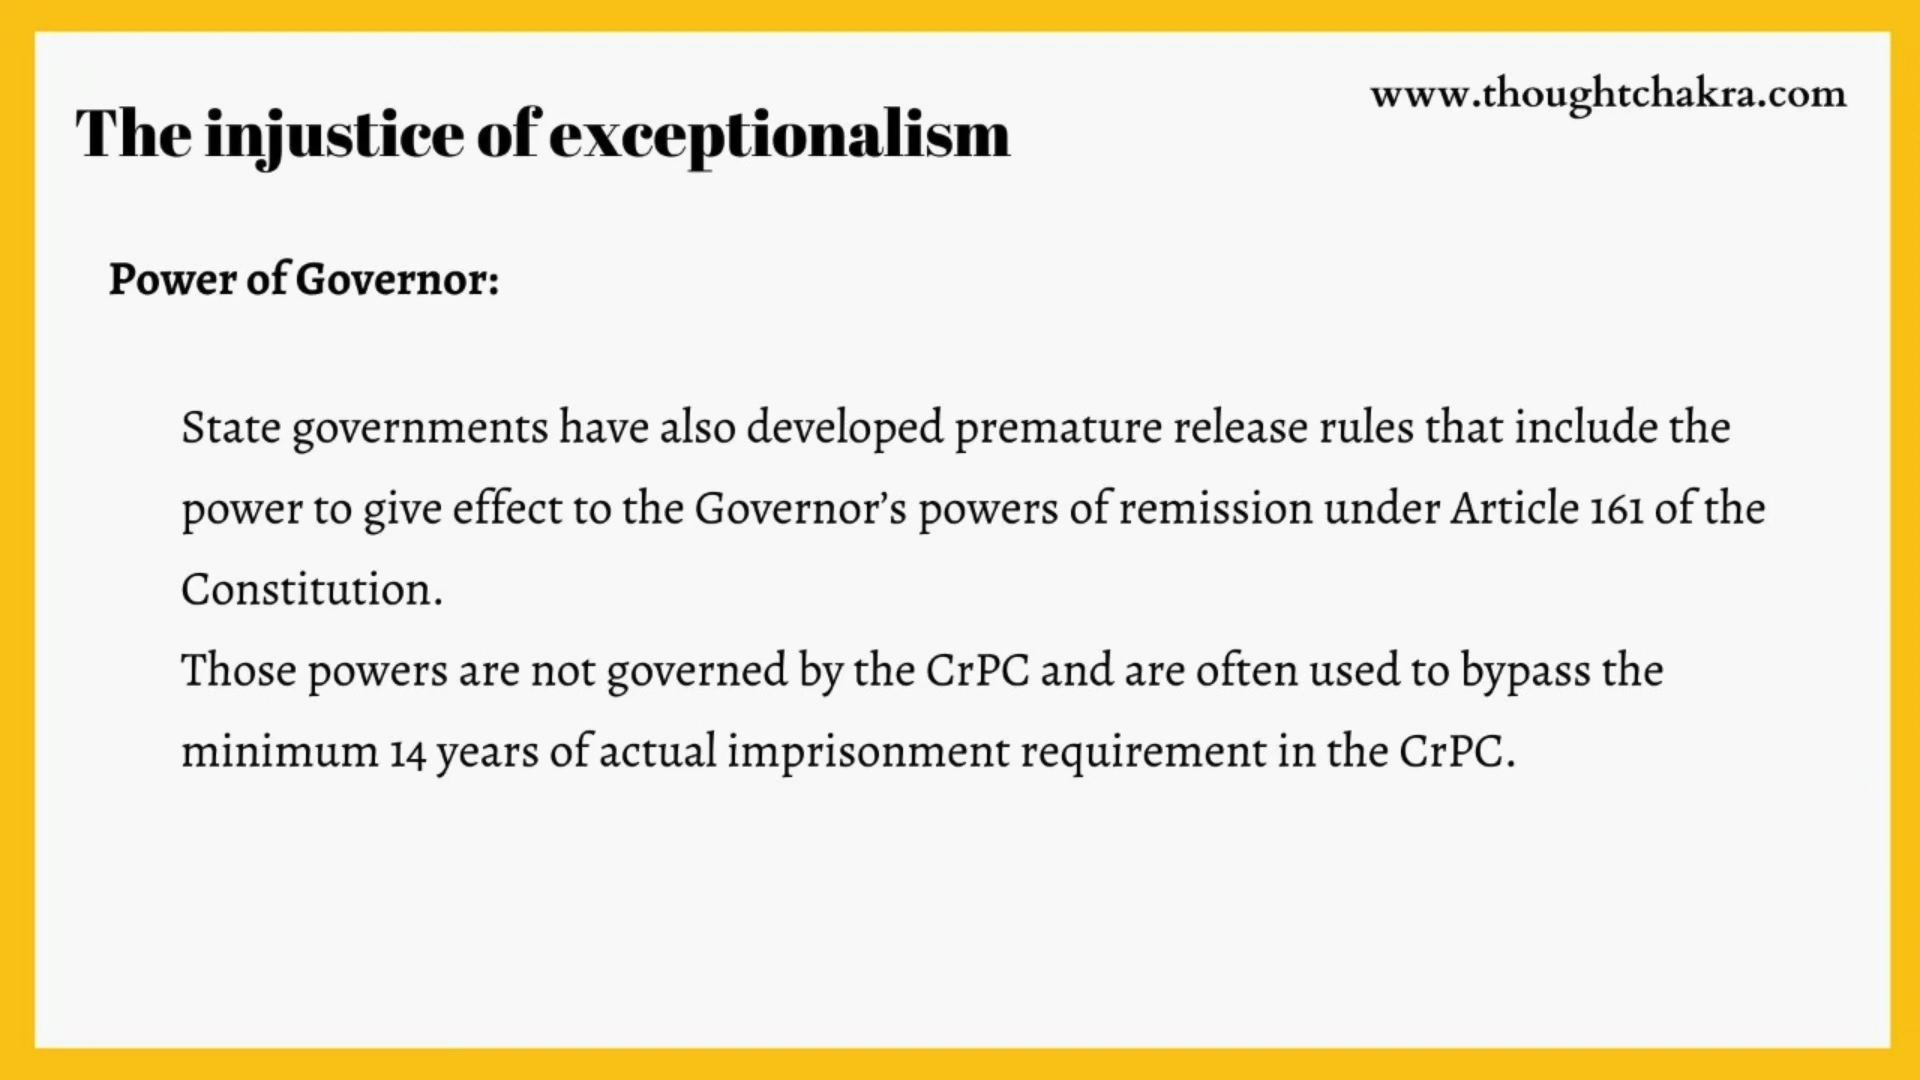 www.thoughtchakra.com
The injustice of exceptionalism
Power of Governor:
State governments have also developed premature release rules that include the
power to give effect to the Governor’s powers of remission under Article 161 of the
Constitution.
Those powers are not governed by the CrPC and are often used to bypass the
minimum 14 years of actual imprisonment requirement in the CrPC.